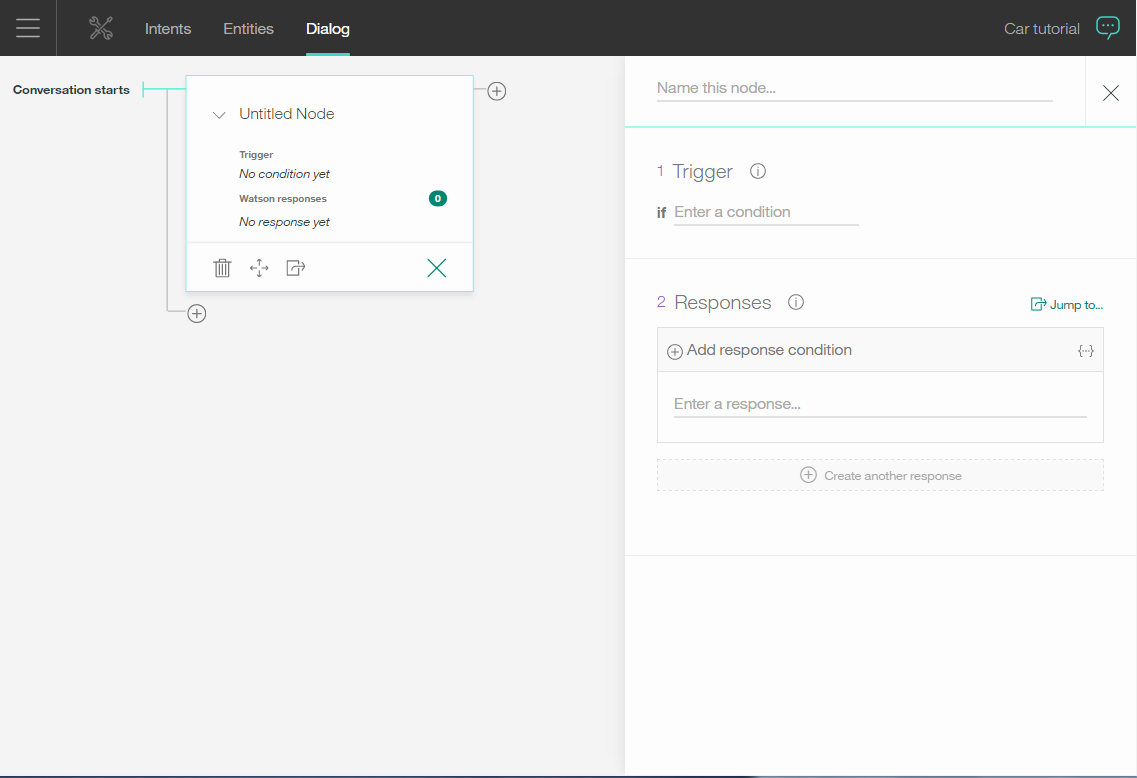 Intents Entities Dialog Car tutorial
Conversation starts
Untitled Node
Trigger
No condition yet
Watson responses 0
No response yet
Name this node...
1 Trigger
if Enter a condition
2 Responses Jump to...
Add response condition {...}
Enter a response...
Create another response